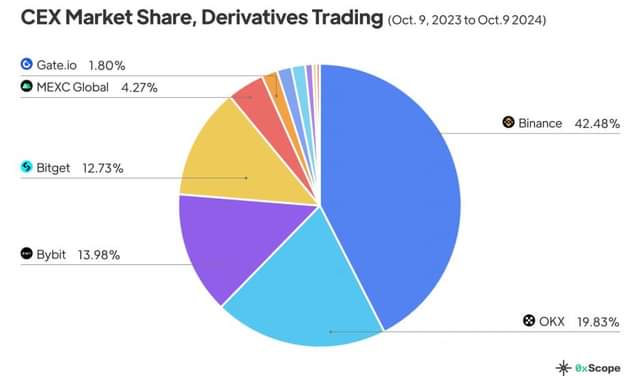 CEX Market Share, Derivatives Trading (Oct. 9, 2023 to Oct.9 2024)
Gate.io 1.80%
MEXC Global 4.27%
Binance 42.48%
Bitget 12.73%
Bybit 13.98%
OKX 19.83%
0xScope